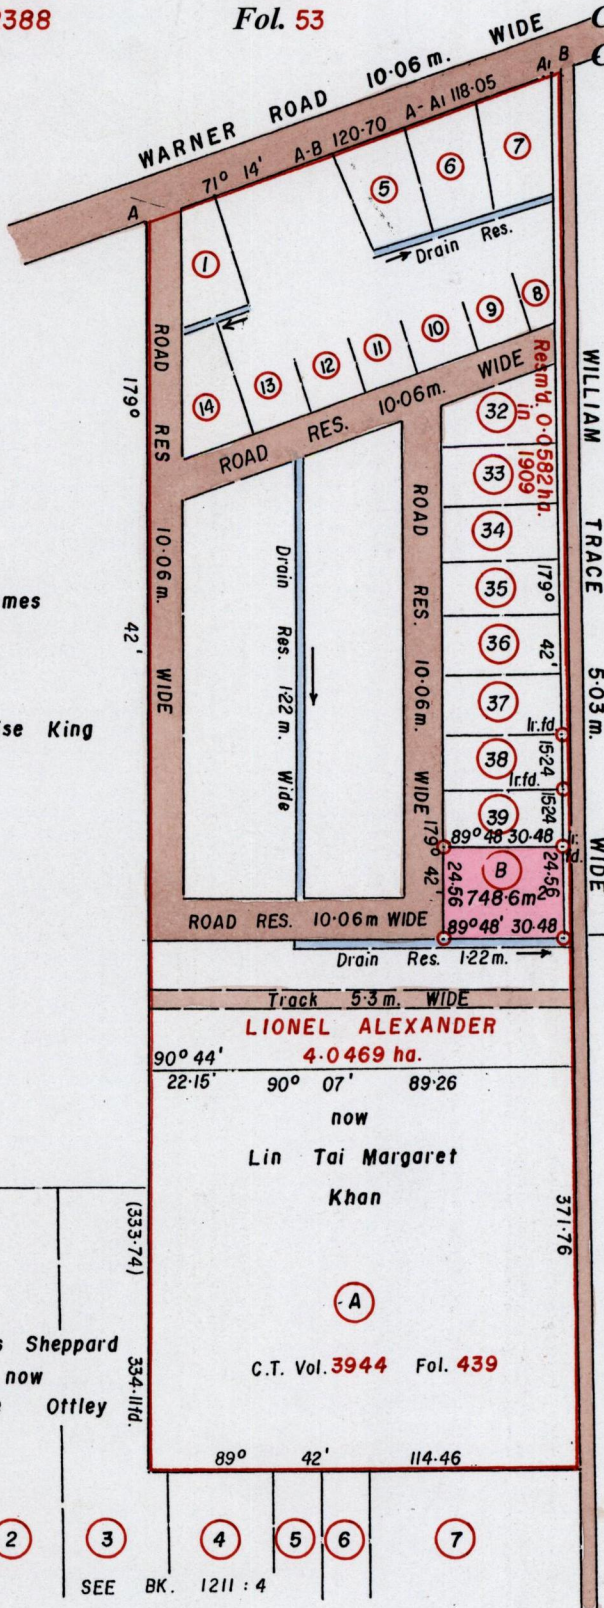 388
Fol. 53
WARNER ROAD 10·06 m. WIDE
A 71° 14' A-B 120·70 A-A1 118·05 A1 B
5
6
7
1
Drain Res.
8
9
10
11
12
13
14
ROAD RES. 10·06m. WIDE
ROAD RES 10·06 m. WIDE
179° 42'
Resm'd. 0·0582ha.
in
1909
32
33
34
35
36
37
38
39
179° 42'
WILLIAM TRACE 5·03 m. WIDE
ROAD RES. 10·06m. WIDE
Drain Res. 1·22 m. Wide
mes
se King
Ir.fd
15·24
Ir.fd.
15·24
179° 42'
89° 48' 30·48
Ir. fd.
B
24·56
24·56
748·6m²
89°48' 30·48
ROAD RES. 10·06m WIDE
Drain Res. 1·22m.
Track 5·3 m. WIDE
LIONEL ALEXANDER
4·0469 ha.
90° 44'
22·15' 90° 07' 89·26
now
Lin Tai Margaret
Khan
(333·74)
371·76
A
s Sheppard
now
Ottley
334·11fd.
C.T. Vol. 3944 Fol. 439
89° 42' 114·46
2
3
4
5
6
7
SEE BK. 1211 : 4